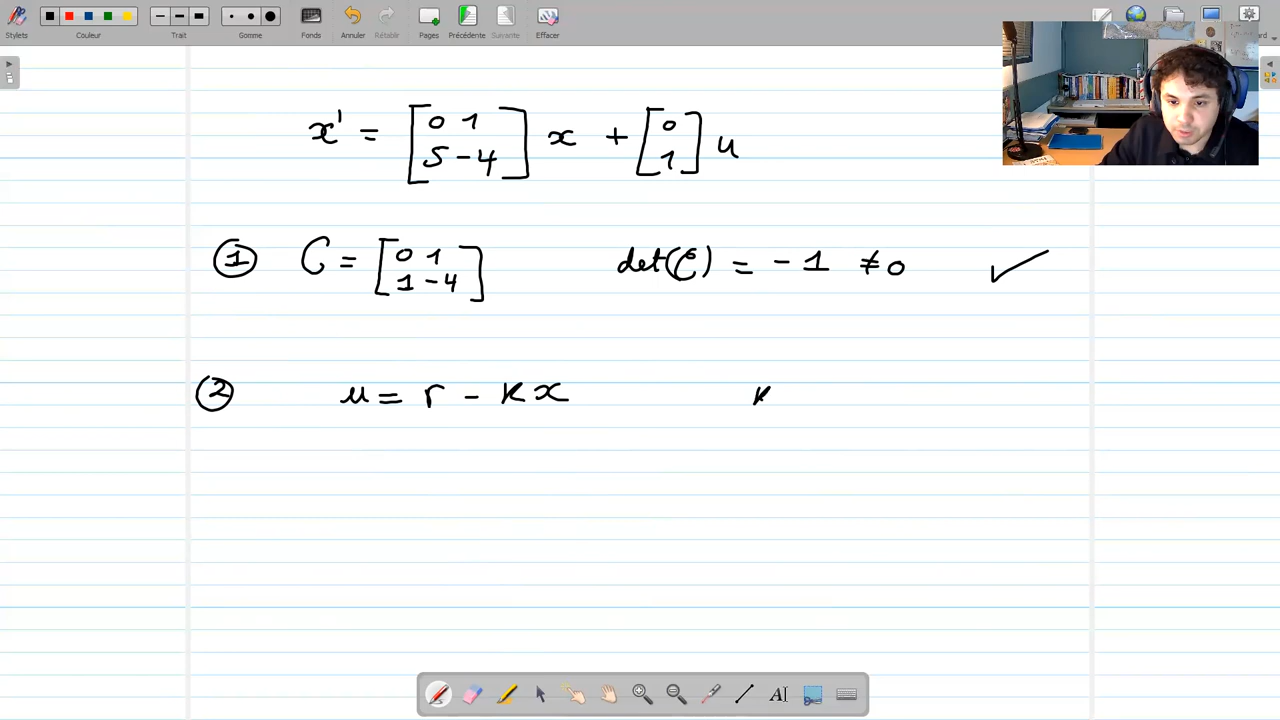 Stylets Couleur Trait Gomme Fonds Annuler Rétablir Pages Précédente Suivante Effacer
x' = [0 1 5 -4] x + [0 1] u
① C = [0 1 1 -4] det(C) = -1 ≠ 0 ✓
② u = r - Kx K
AI